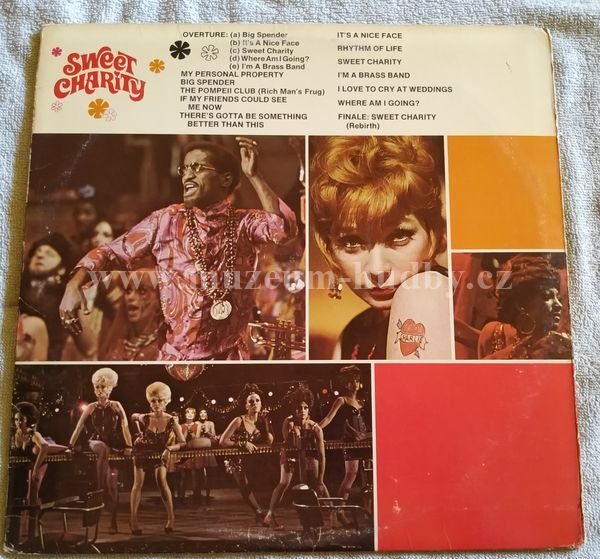 SWEET
CHARITY
OVERTURE: (a) Big Spender
(b) It's A Nice Face
(c) Sweet Charity
(d) Where Am I Going?
(e) I'm A Brass Band
MY PERSONAL PROPERTY
BIG SPENDER
THE POMPEII CLUB (Rich Man's Frug)
IF MY FRIENDS COULD SEE
ME NOW
THERE'S GOTTA BE SOMETHING
BETTER THAN THIS
IT'S A NICE FACE
RHYTHM OF LIFE
SWEET CHARITY
I'M A BRASS BAND
I LOVE TO CRY AT WEDDINGS
WHERE AM I GOING?
FINALE: SWEET CHARITY
(Rebirth)
www.muzeum-hudby.cz
CHARLIE